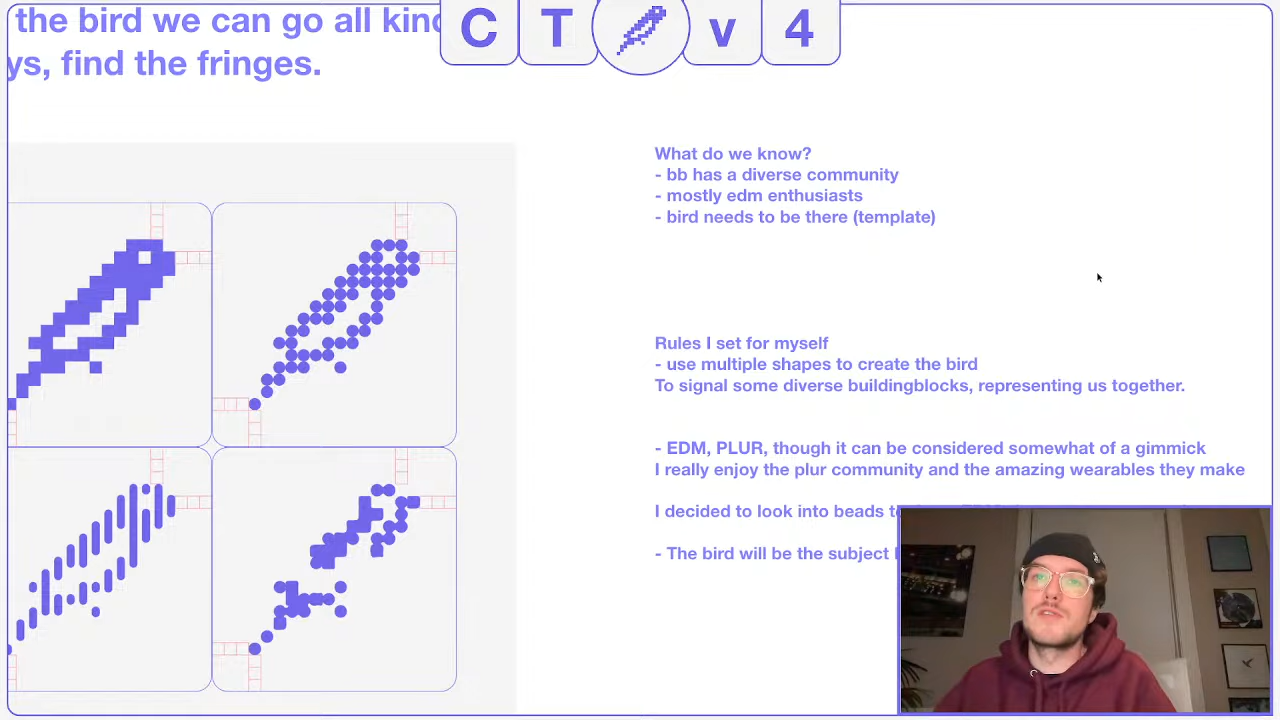 the bird we can go all kind
ys, find the fringes.
C T v 4
What do we know?
- bb has a diverse community
- mostly edm enthusiasts
- bird needs to be there (template)
Rules I set for myself
- use multiple shapes to create the bird
To signal some diverse buildingblocks, representing us together.
- EDM, PLUR, though it can be considered somewhat of a gimmick
I really enjoy the plur community and the amazing wearables they make
I decided to look into beads
- The bird will be the subject